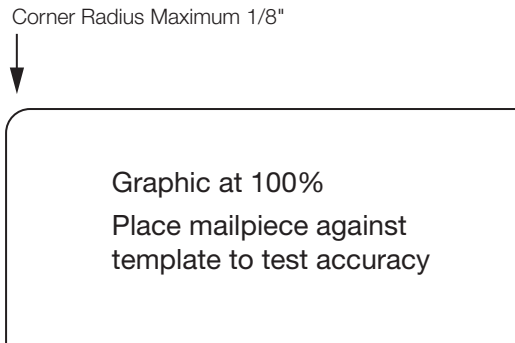 Corner Radius Maximum 1/8"
Graphic at 100%
Place mailpiece against
template to test accuracy